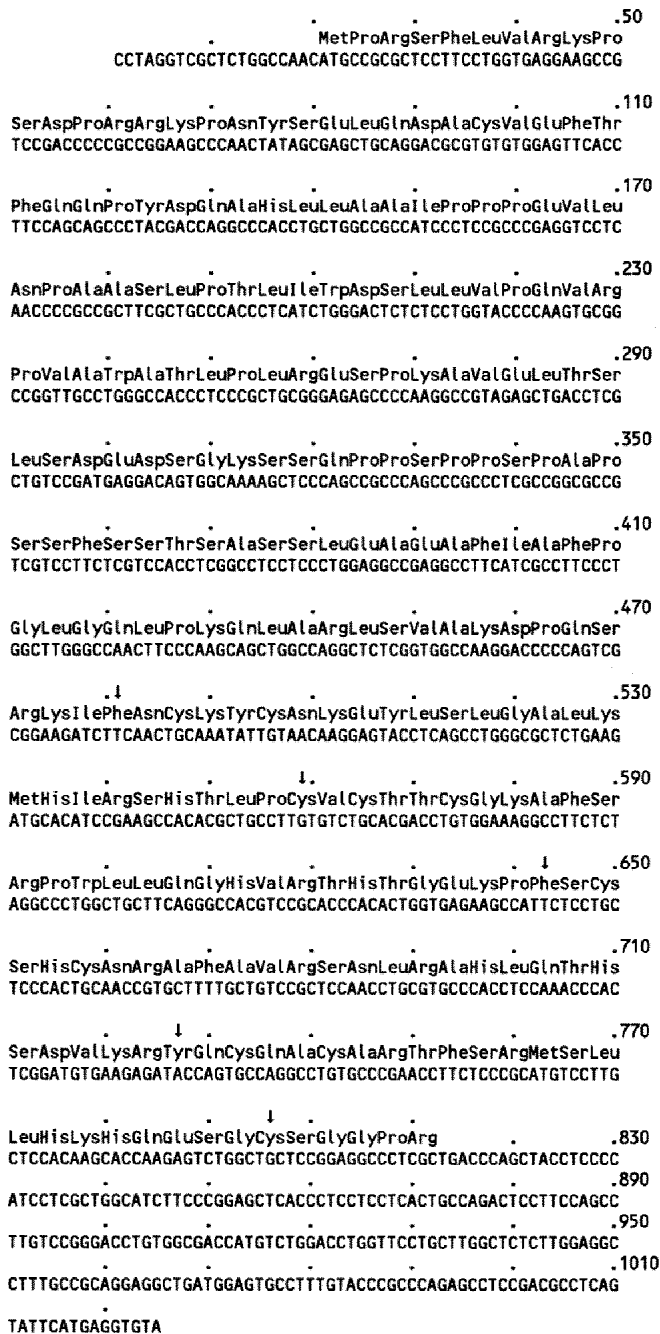 .50
MetProArgSerPheLeuValArgLysPro
CCTAGGTCGCTCTGGCCAACATGCCGCGCTCCTTCCTGGTGAGGAAGCCG
.110
SerAspProArgArgLysProAsnTyrSerGluLeuGlnAspAlaCysValGluPheThr
TCCGACCCCCGCCGGAAGCCCAACTATAGCGAGCTGCAGGACGCGTGTGTGGAGTTCACC
.170
PheGlnGlnProTyrAspGlnAlaHisLeuLeuAlaAlaIleProProProGluValLeu
TTCCAGCAGCCCTACGACCAGGCCCACCTGCTGGCCGCCATCCCTCCGCCCGAGGTCCTC
.230
AsnProAlaAlaSerLeuProThrLeuIleTrpAspSerLeuLeuValProGlnValArg
AACCCCGCCGCTTCGCTGCCCACCCTCATCTGGGACTCTCTCCTGGTACCCCAAGTGCGG
.290
ProValAlaTrpAlaThrLeuProLeuArgGluSerProLysAlaValGluLeuThrSer
CCGGTTGCCTGGGCCACCCTCCCGCTGCGGGAGAGCCCCAAGGCCGTAGAGCTGACCTCG
.350
LeuSerAspGluAspSerGlyLysSerSerGlnProProSerProProSerProAlaPro
CTGTCCGATGAGGACAGTGGCAAAAGCTCCCAGCCGCCCAGCCCGCCCTCGCCGGCGCCG
.410
SerSerPheSerSerThrSerAlaSerSerLeuGluAlaGluAlaPheIleAlaPhePro
TCGTCCTTCTCGTCCACCTCGGCCTCCTCCCTGGAGGCCGAGGCCTTCATCGCCTTCCCT
.470
GlyLeuGlyGlnLeuProLysGlnLeuAlaArgLeuSerValAlaLysAspProGlnSer
GGCTTGGGCCAACTTCCCAAGCAGCTGGCCAGGCTCTCGGTGGCCAAGGACCCCCAGTCG
↓ .530
ArgLysIlePheAsnCysLysTyrCysAsnLysGluTyrLeuSerLeuGlyAlaLeuLys
CGGAAGATCTTCAACTGCAAATATTGTAACAAGGAGTACCTCAGCCTGGGCGCTCTGAAG
↓ .590
MetHisIleArgSerHisThrLeuProCysValCysThrThrCysGlyLysAlaPheSer
ATGCACATCCGAAGCCACACGCTGCCTTGTGTCTGCACGACCTGTGGAAAGGCCTTCTCT
↓ .650
ArgProTrpLeuLeuGlnGlyHisValArgThrHisThrGlyGluLysProPheSerCys
AGGCCCTGGCTGCTTCAGGGCCACGTCCGCACCCACACTGGTGAGAAGCCATTCTCCTGC
.710
SerHisCysAsnArgAlaPheAlaValArgSerAsnLeuArgAlaHisLeuGlnThrHis
TCCCACTGCAACCGTGCTTTTGCTGTCCGCTCCAACCTGCGTGCCCACCTCCAAACCCAC
↓ .770
SerAspValLysArgTyrGlnCysGlnAlaCysAlaArgThrPheSerArgMetSerLeu
TCGGATGTGAAGAGATACCAGTGCCAGGCCTGTGCCCGAACCTTCTCCCGCATGTCCTTG
↓
LeuHisLysHisGlnGluSerGlyCysSerGlyGlyProArg .830
CTCCACAAGCACCAAGAGTCTGGCTGCTCCGGAGGCCCTCGCTGACCCAGCTACCTCCCC
.890
ATCCTCGCTGGCATCTTCCCGGAGCTCACCCTCCTCCTCACTGCCAGACTCCTTCCAGCC
.950
TTGTCCGGGACCTGTGGCGACCATGTCTGGACCTGGTTCCTGCTTGGCTCTCTTGGAGGC
.1010
CTTTGCCGCAGGAGGCTGATGGAGTGCCTTTGTACCCGCCCAGAGCCTCCGACGCCTCAG
TATTCATGAGGTGTA